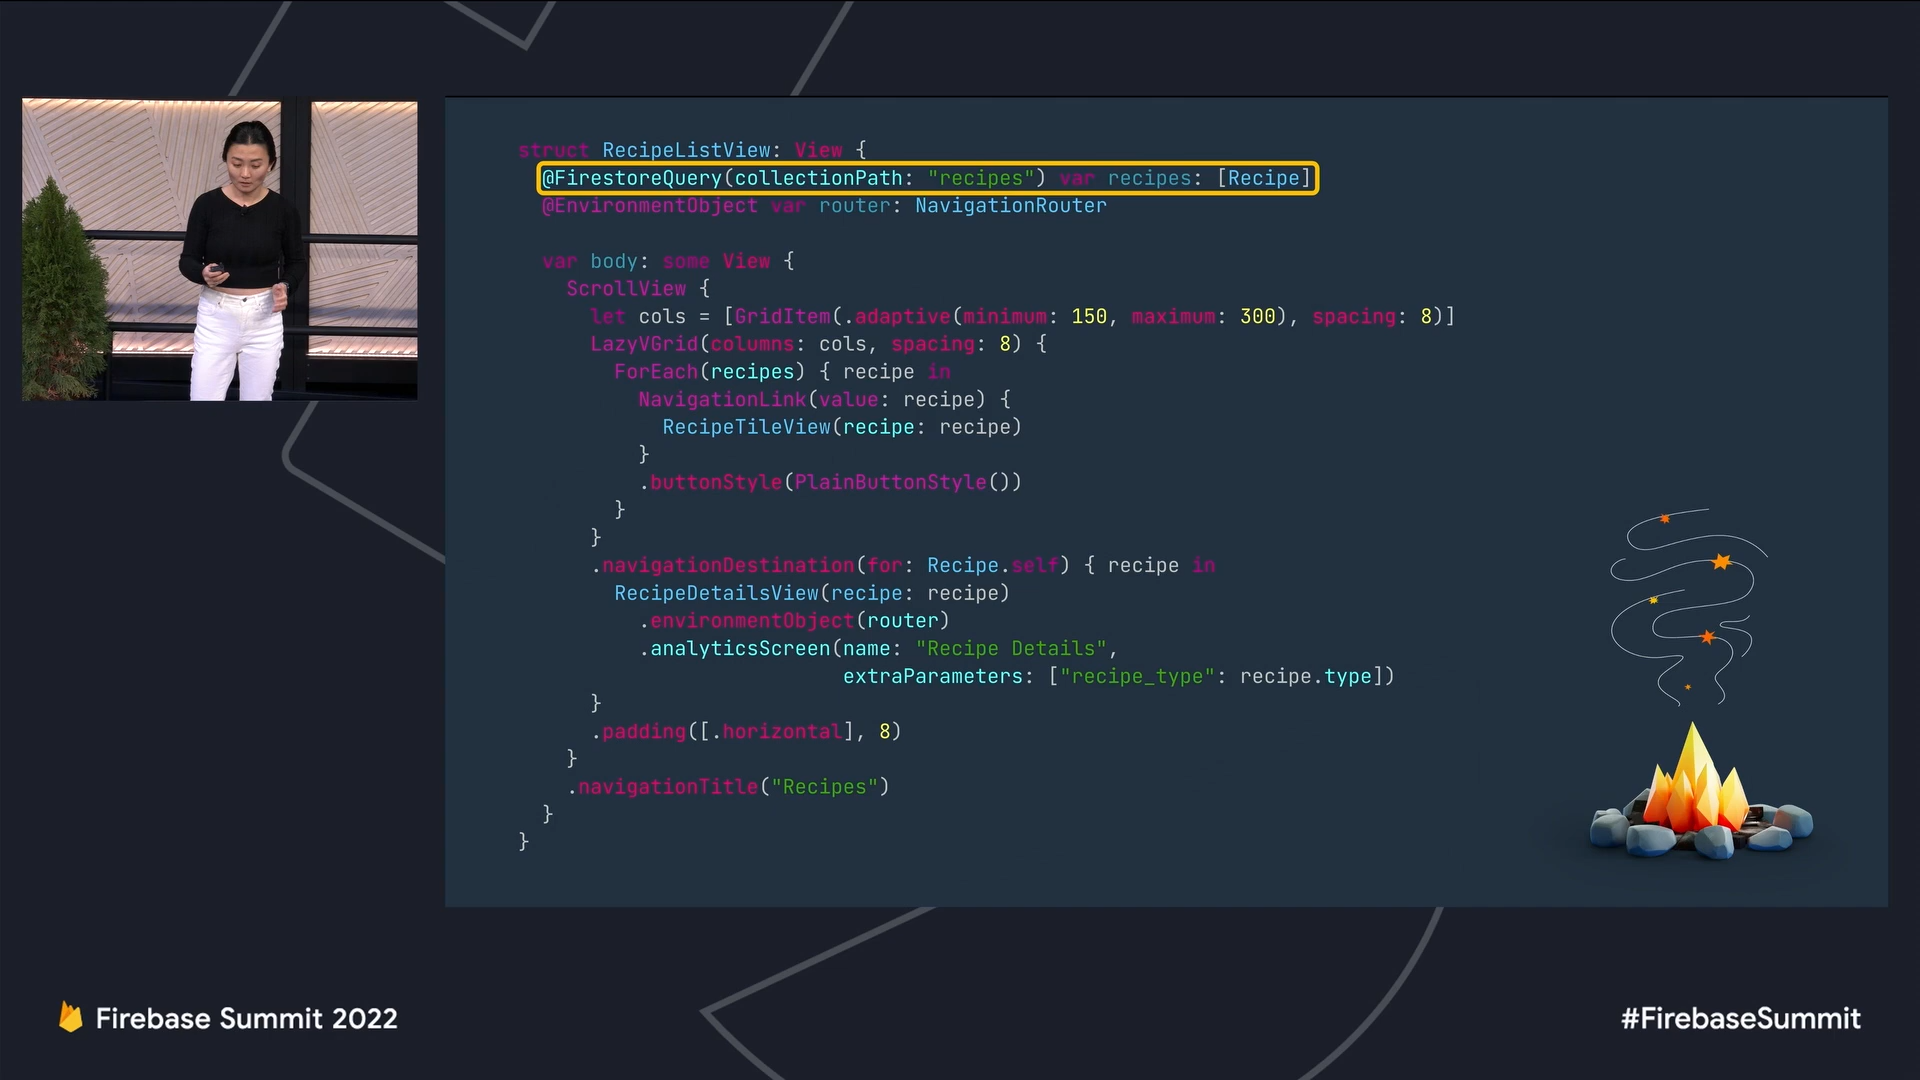 struct RecipeListView: View {
@FirestoreQuery(collectionPath: "recipes") var recipes: [Recipe]
@EnvironmentObject var router: NavigationRouter
var body: some View {
ScrollView {
let cols = [GridItem(.adaptive(minimum: 150, maximum: 300), spacing: 8)]
LazyVGrid(columns: cols, spacing: 8) {
ForEach(recipes) { recipe in
NavigationLink(value: recipe) {
RecipeTileView(recipe: recipe)
}
.buttonStyle(PlainButtonStyle())
}
}
.navigationDestination(for: Recipe.self) { recipe in
RecipeDetailsView(recipe: recipe)
.environmentObject(router)
.analyticsScreen(name: "Recipe Details",
extraParameters: ["recipe_type": recipe.type])
}
.padding([.horizontal], 8)
}
.navigationTitle("Recipes")
}
}
Firebase Summit 2022
#FirebaseSummit